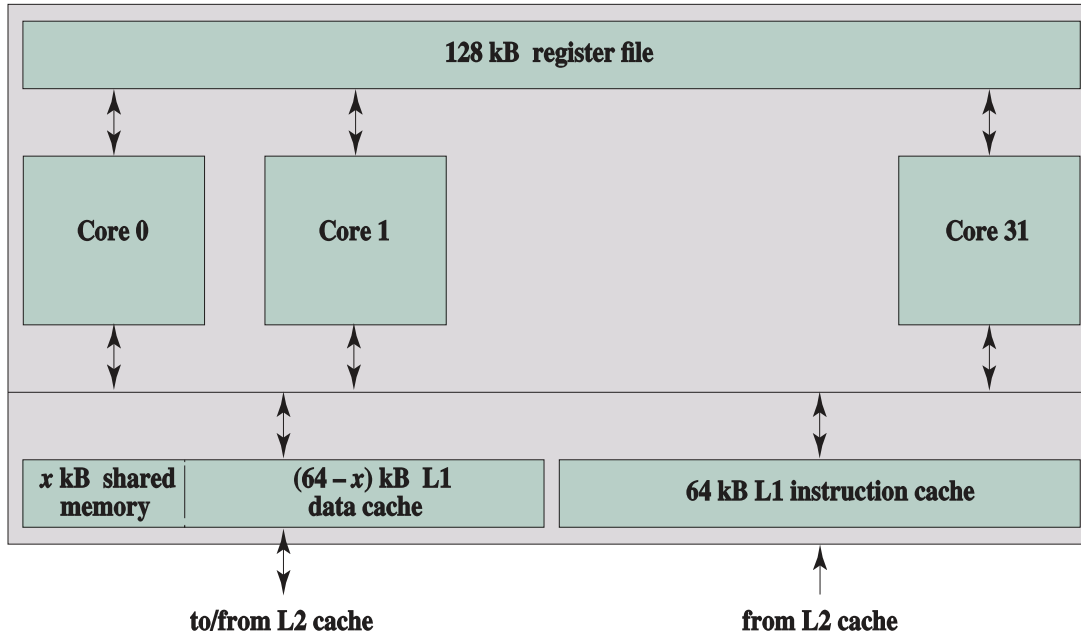 128 kB register file
Core 0
Core 1
Core 31
x kB shared
memory
(64 – x) kB L1
data cache
64 kB L1 instruction cache
to/from L2 cache
from L2 cache